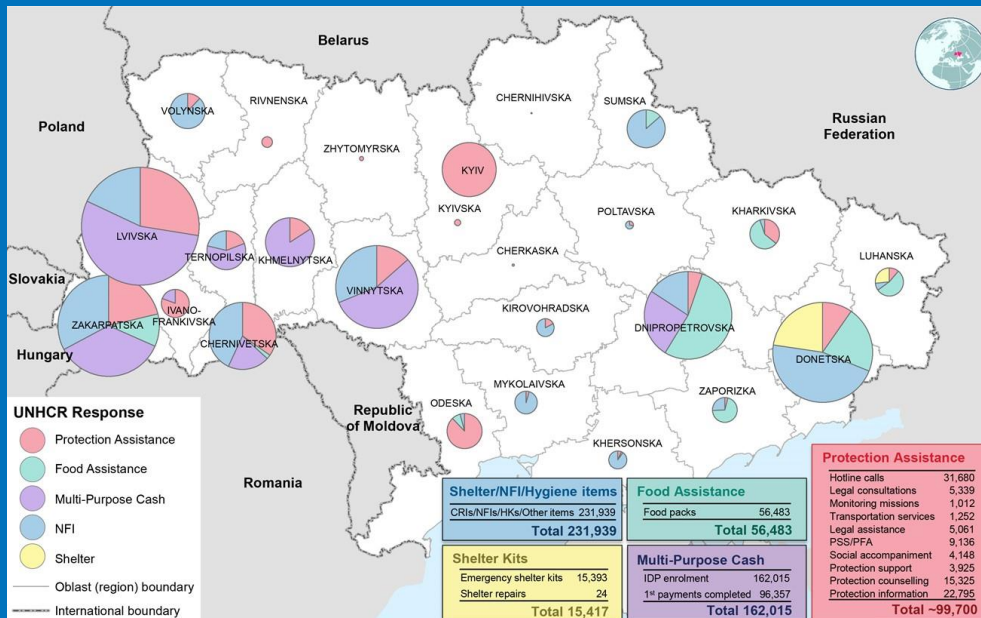 Belarus
Poland
Russian
Federation
Slovakia
Hungary
Romania
Republic
of Moldova
VOLYNSKA
RIVNENSKA
ZHYTOMYRSKA
CHERNIHIVSKA
SUMSKA
KYIV
KYIVSKA
LVIVSKA
TERNOPILSKA
KHMELNYTSKA
VINNYTSKA
CHERKASKA
POLTAVSKA
KHARKIVSKA
LUHANSKA
ZAKARPATSKA
IVANO-
FRANKIVSKA
CHERNIVETSKA
KIROVOHRADSKA
DNIPROPETROVSKA
DONETSKA
ODESKA
MYKOLAIVSKA
ZAPORIZKA
KHERSONSKA
UNHCR Response
Protection Assistance
Food Assistance
Multi-Purpose Cash
NFI
Shelter
Oblast (region) boundary
International boundary
Shelter/NFI/Hygiene items
CRIs/NFIs/HKs/Other items 231,939
Total 231,939
Food Assistance
Food packs 56,483
Total 56,483
Shelter Kits
Emergency shelter kits 15,393
Shelter repairs 24
Total 15,417
Multi-Purpose Cash
IDP enrolment 162,015
1st payments completed 96,357
Total 162,015
Protection Assistance
Hotline calls 31,680
Legal consultations 5,339
Monitoring missions 1,012
Transportation services 1,252
Legal assistance 5,061
PSS/PFA 9,136
Social accompaniment 4,148
Protection support 3,925
Protection counselling 15,325
Protection information 22,795
Total ~99,700